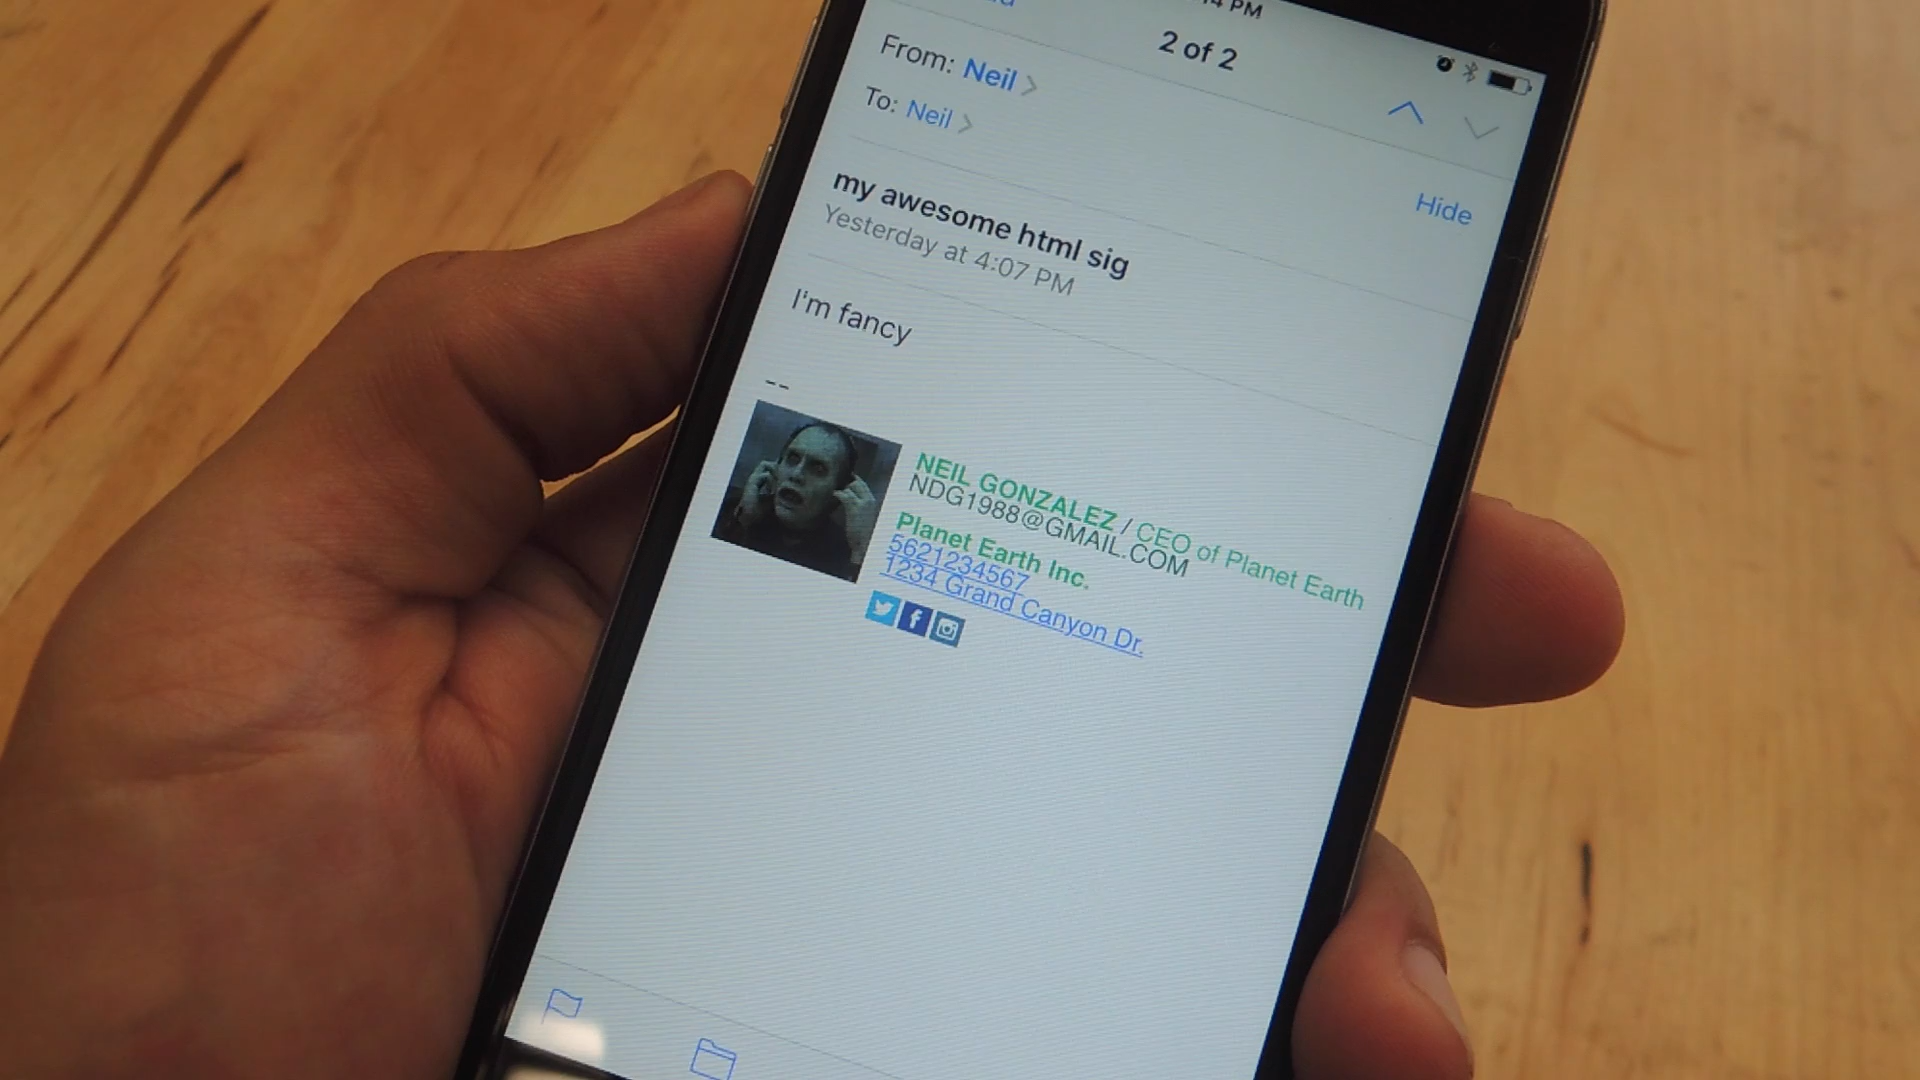 PM
2 of 2
From: Neil
To: Neil
Hide
my awesome html sig
Yesterday at 4:07 PM
I'm fancy
--
NEIL GONZALEZ / CEO of Planet Earth
NDG1988@GMAIL.COM
Planet Earth Inc.
5621234567
1234 Grand Canyon Dr.